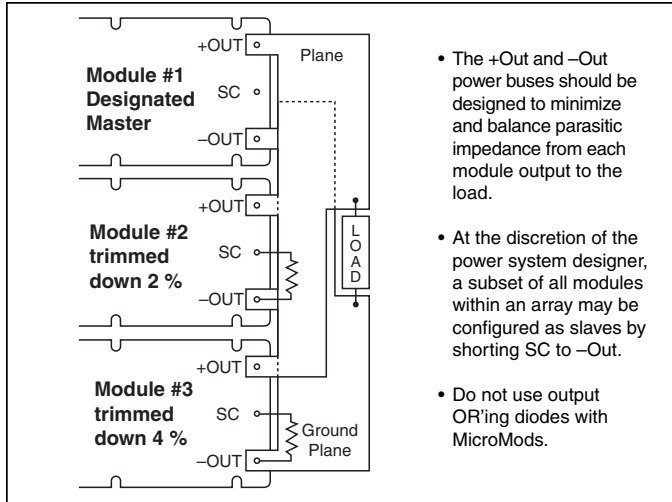 +OUT
Plane
Module #1
Designated
Master
SC
–OUT
+OUT
Module #2
trimmed
down 2 %
SC
–OUT
LOAD
+OUT
Module #3
trimmed
down 4 %
SC
Ground
Plane
–OUT
• The +Out and –Out
power buses should be
designed to minimize
and balance parasitic
impedance from each
module output to the
load.
• At the discretion of the
power system designer,
a subset of all modules
within an array may be
configured as slaves by
shorting SC to –Out.
• Do not use output
OR'ing diodes with
MicroMods.